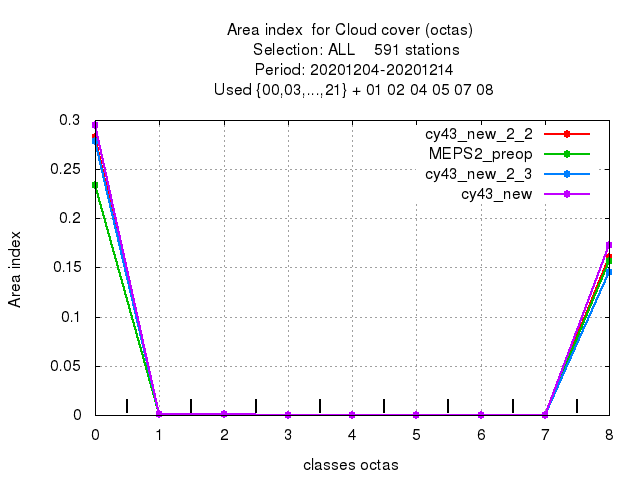 Area index  for Cloud cover (octas)
Selection: ALL    591 stations
Period: 20201204-20201214
Used {00,03,...,21} + 01 02 04 05 07 08
cy43_new_2_2
MEPS2_preop
cy43_new_2_3
cy43_new
0.3
0.25
0.2
0.15
0.1
0.05
0
Area index
0 1 2 3 4 5 6 7 8
classes octas